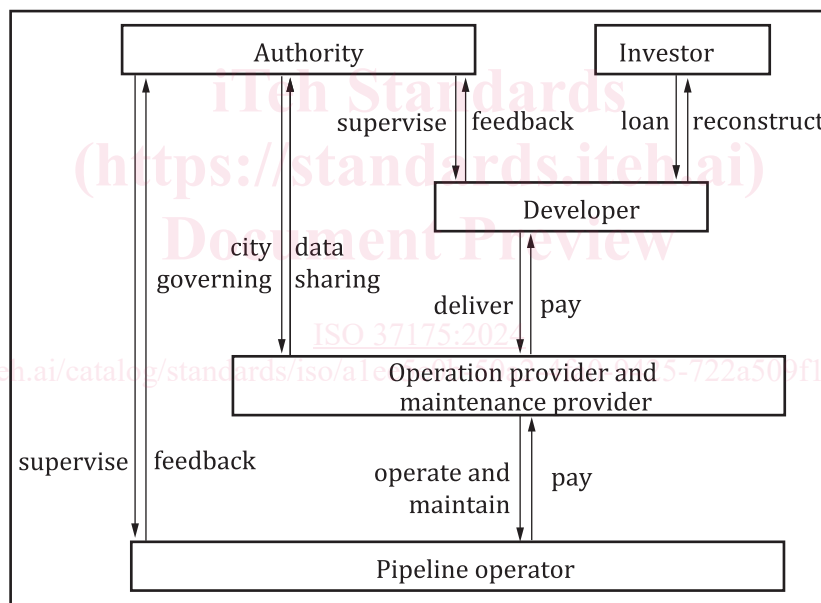 Authority
Investor
iTeh Standards
supervise
feedback
loan
reconstruct
(https://standards.iteh.ai)
Developer
Document Preview
city
governing
data
sharing
deliver
pay
ISO 37175:2024
Operation provider and
maintenance provider
supervise
feedback
operate and
maintain
pay
Pipeline operator